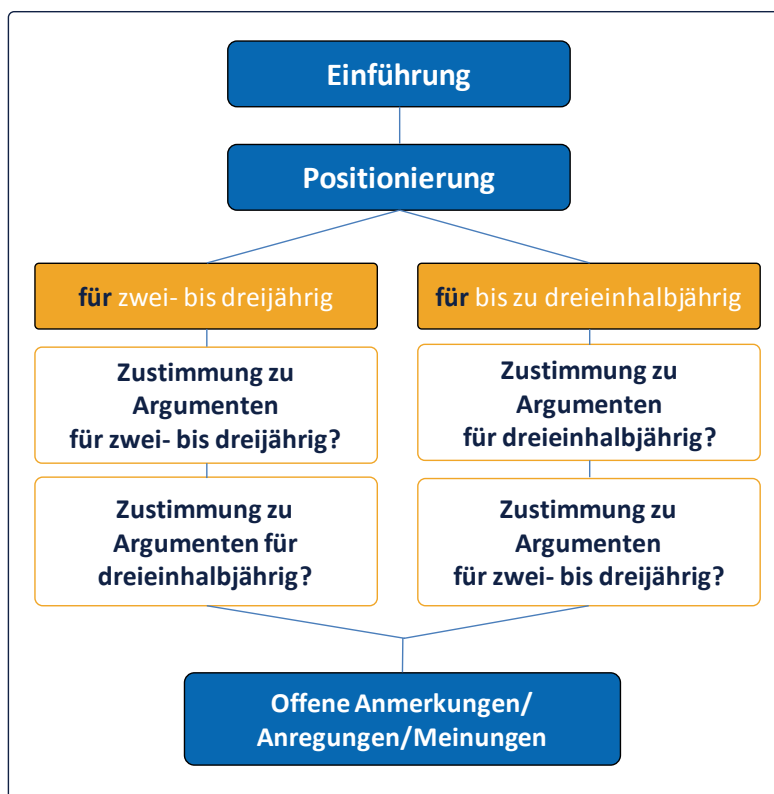 Einführung
Positionierung
für zwei- bis dreijährig
Zustimmung zu
Argumenten
für zwei- bis dreijährig?
Zustimmung zu
Argumenten für
dreieinhalbjährig?
für bis zu dreieinhalbjährig
Zustimmung zu
Argumenten
für dreieinhalbjährig?
Zustimmung zu
Argumenten
für zwei- bis dreijährig?
Offene Anmerkungen/
Anregungen/Meinungen